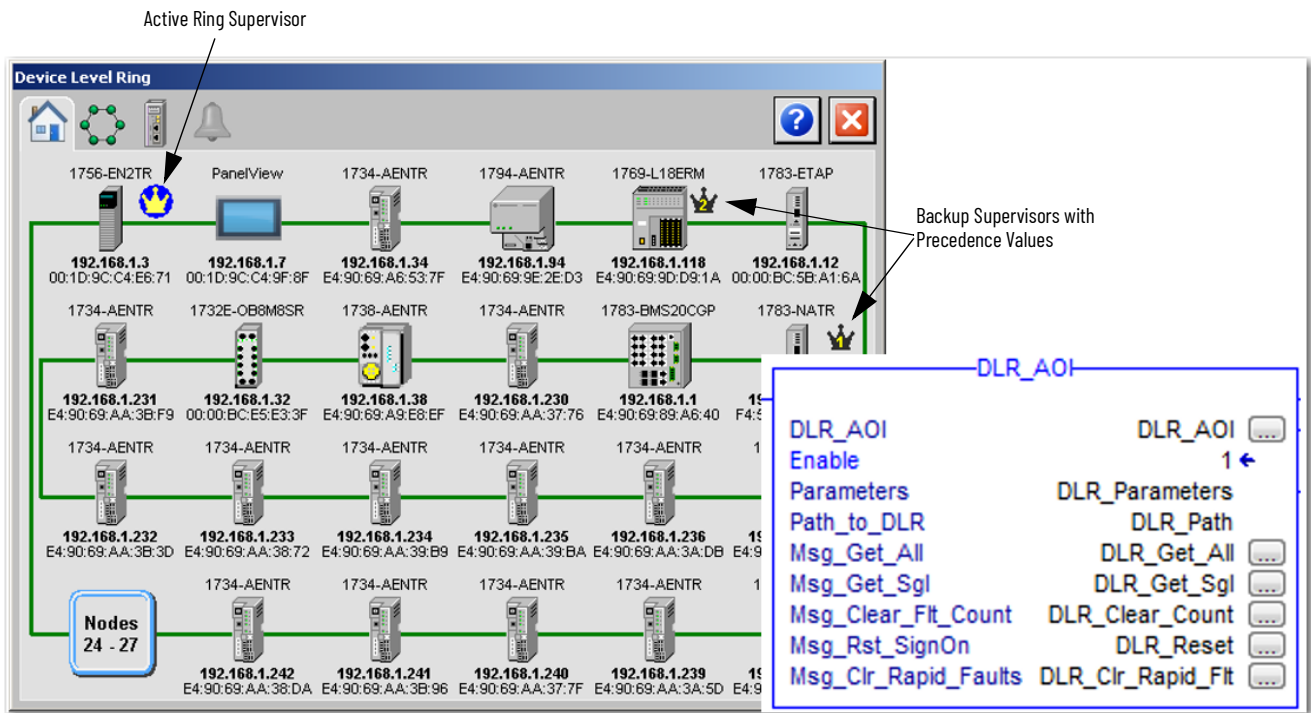 Active Ring Supervisor
Device Level Ring
?
1756-EN2TR PanelView 1734-AENTR 1794-AENTR 1769-L18ERM 1783-ETAP
2
Backup Supervisors with
Precedence Values
192.168.1.3 192.168.1.7 192.168.1.34 192.168.1.94 192.168.1.118 192.168.1.12
00:1D:9C:C4:E6:71 00:1D:9C:C4:9F:8F E4:90:69:A6:53:7F E4:90:69:9E:2E:D3 E4:90:69:9D:D9:1A 00:00:BC:5B:A1:6A
1734-AENTR 1732E-OB8M8SR 1738-AENTR 1734-AENTR 1783-BMS20CGP 1783-NATR
1
192.168.1.231 192.168.1.32 192.168.1.38 192.168.1.230 192.168.1.1 19
E4:90:69:AA:3B:F9 00:00:BC:E5:E3:3F E4:90:69:A9:E8:EF E4:90:69:AA:37:76 E4:90:69:89:A6:40 F4:5
1734-AENTR 1734-AENTR 1734-AENTR 1734-AENTR 1734-AENTR 1
192.168.1.232 192.168.1.233 192.168.1.234 192.168.1.235 192.168.1.236 19
E4:90:69:AA:3B:3D E4:90:69:AA:38:72 E4:90:69:AA:39:B9 E4:90:69:AA:39:BA E4:90:69:AA:3A:DB E4:9
1734-AENTR 1734-AENTR 1734-AENTR 1734-AENTR 1
Nodes
24 - 27
192.168.1.242 192.168.1.241 192.168.1.240 192.168.1.239 19
E4:90:69:AA:38:DA E4:90:69:AA:3B:96 E4:90:69:AA:37:7F E4:90:69:AA:3A:5D E4:9
DLR_AOI
DLR_AOI DLR_AOI ...
Enable 1
Parameters DLR_Parameters
Path_to_DLR DLR_Path
Msg_Get_All DLR_Get_All ...
Msg_Get_Sgl DLR_Get_Sgl ...
Msg_Clear_Flt_Count DLR_Clear_Count ...
Msg_Rst_SignOn DLR_Reset ...
Msg_Clr_Rapid_Faults DLR_Clr_Rapid_Flt ...